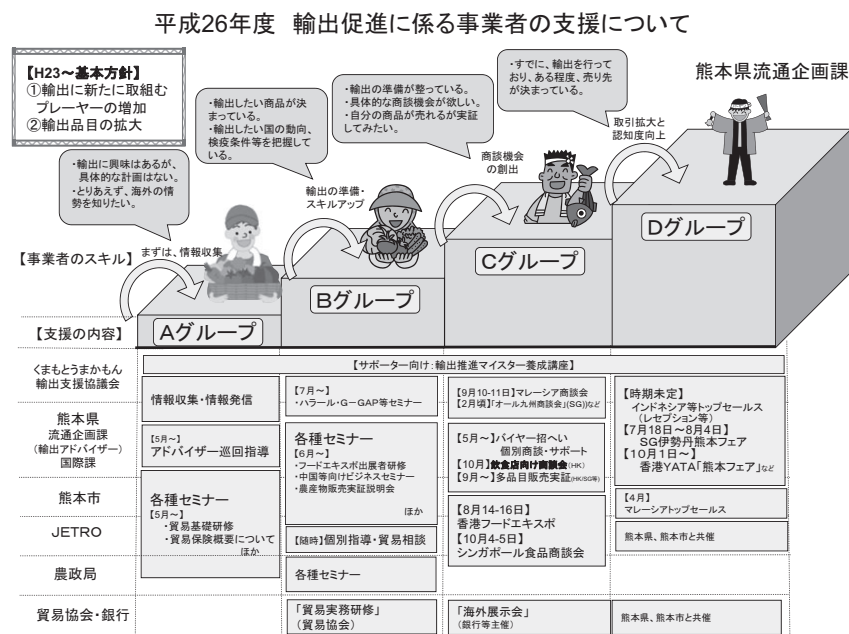 平成26年度 輸出促進に係る事業者の支援について
熊本県流通企画課
【H23～基本方針】
①輸出に新たに取組む
プレーヤーの増加
②輸出品目の拡大
・輸出に興味はあるが、
具体的な計画はない。
・とりあえず、海外の情
勢を知りたい。
・輸出したい商品が決
まっている。
・輸出したい国の動向、
検疫条件等を把握して
いる。
・輸出の準備が整っている。
・具体的な商談機会が欲しい。
・自分の商品が売れるか実証
してみたい。
・すでに、輸出を行って
おり、ある程度、売り先
が決まっている。
【事業者のスキル】
まずは、情報収集
輸出の準備・
スキルアップ
商談機会
の創出
取引拡大と
認知度向上
Aグループ
Bグループ
Cグループ
Dグループ
【支援の内容】
【サポーター向け：輸出推進マイスター養成講座】
くまもとうまかもん
輸出支援協議会
情報収集・情報発信
【7月～】
・ハラール・G－GAP等セミナー
【9月10-11日】マレーシア商談会
【2月頃】「オール九州商談会」(SG))など
【時期未定】
インドネシア等トップセールス
（レセプション等）
【7月18日～8月4日】
SG伊勢丹熊本フェア
【10月1日～】
香港YATA「熊本フェア」など
熊本県
流通企画課
（輸出アドバイザー）
国際課
【5月～】
アドバイザー巡回指導
各種セミナー
【6月～】
・フードエキスポ出展者研修
・中国等向けビジネスセミナー
・農産物販売実証説明会
ほか
【5月～】バイヤー招へい
個別商談・サポート
【10月】飲食店向け商談会(HK)
【9月～】多品目販売実証(HK/SG等)
熊本市
各種セミナー
【5月～】
・貿易基礎研修
・貿易保険概要について
ほか
【8月14-16日】
香港フードエキスポ
【10月4-5日】
シンガポール食品商談会
【4月】
マレーシアトップセールス
JETRO
【随時】個別指導・貿易相談
熊本県、熊本市と共催
農政局
各種セミナー
貿易協会・銀行
「貿易実務研修」
（貿易協会）
「海外展示会」
（銀行等主催）
熊本県、熊本市と共催